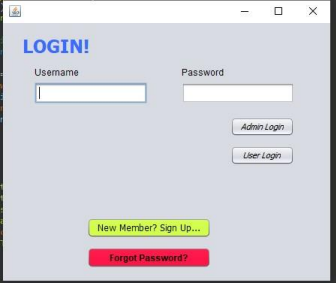 LOGIN!
Username
Password
Admin Login
User Login
New Member? Sign Up...
Forgot Password?